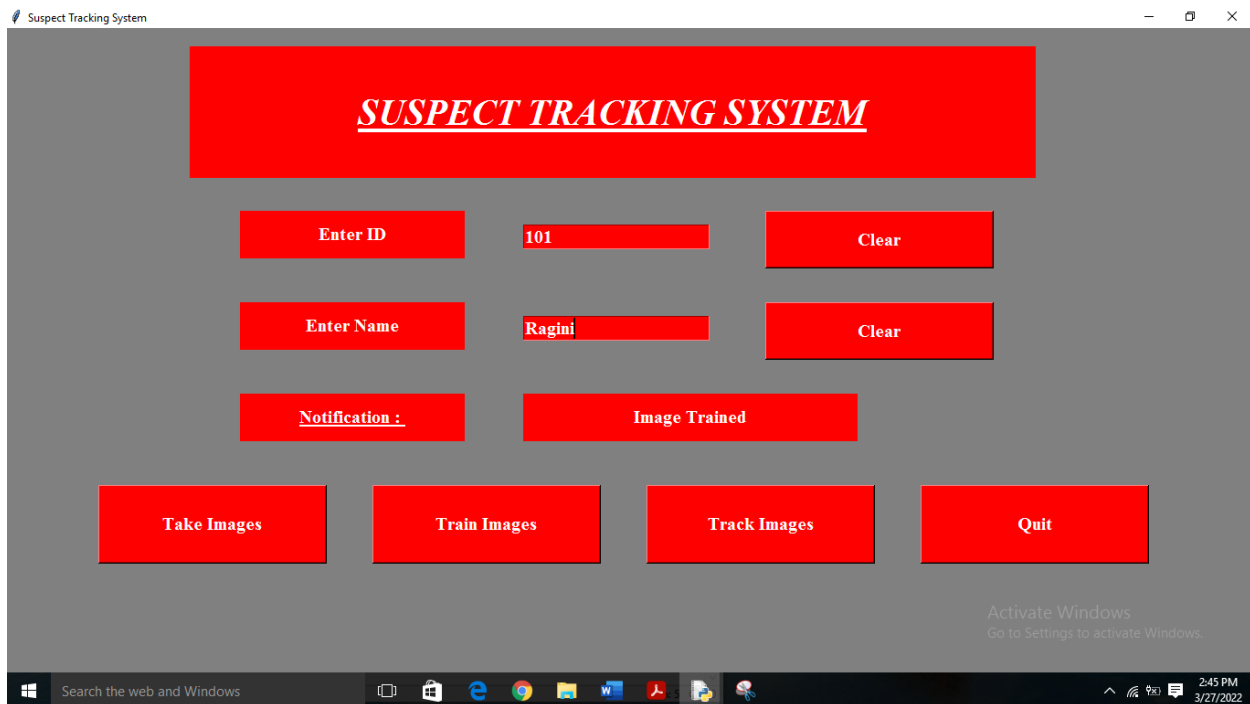 Suspect Tracking System
SUSPECT TRACKING SYSTEM
Enter ID
101
Clear
Enter Name
Ragini
Clear
Notification :
Image Trained
Take Images
Train Images
Track Images
Quit
Activate Windows
Go to Settings to activate Windows.
Search the web and Windows
2:45 PM
3/27/2022